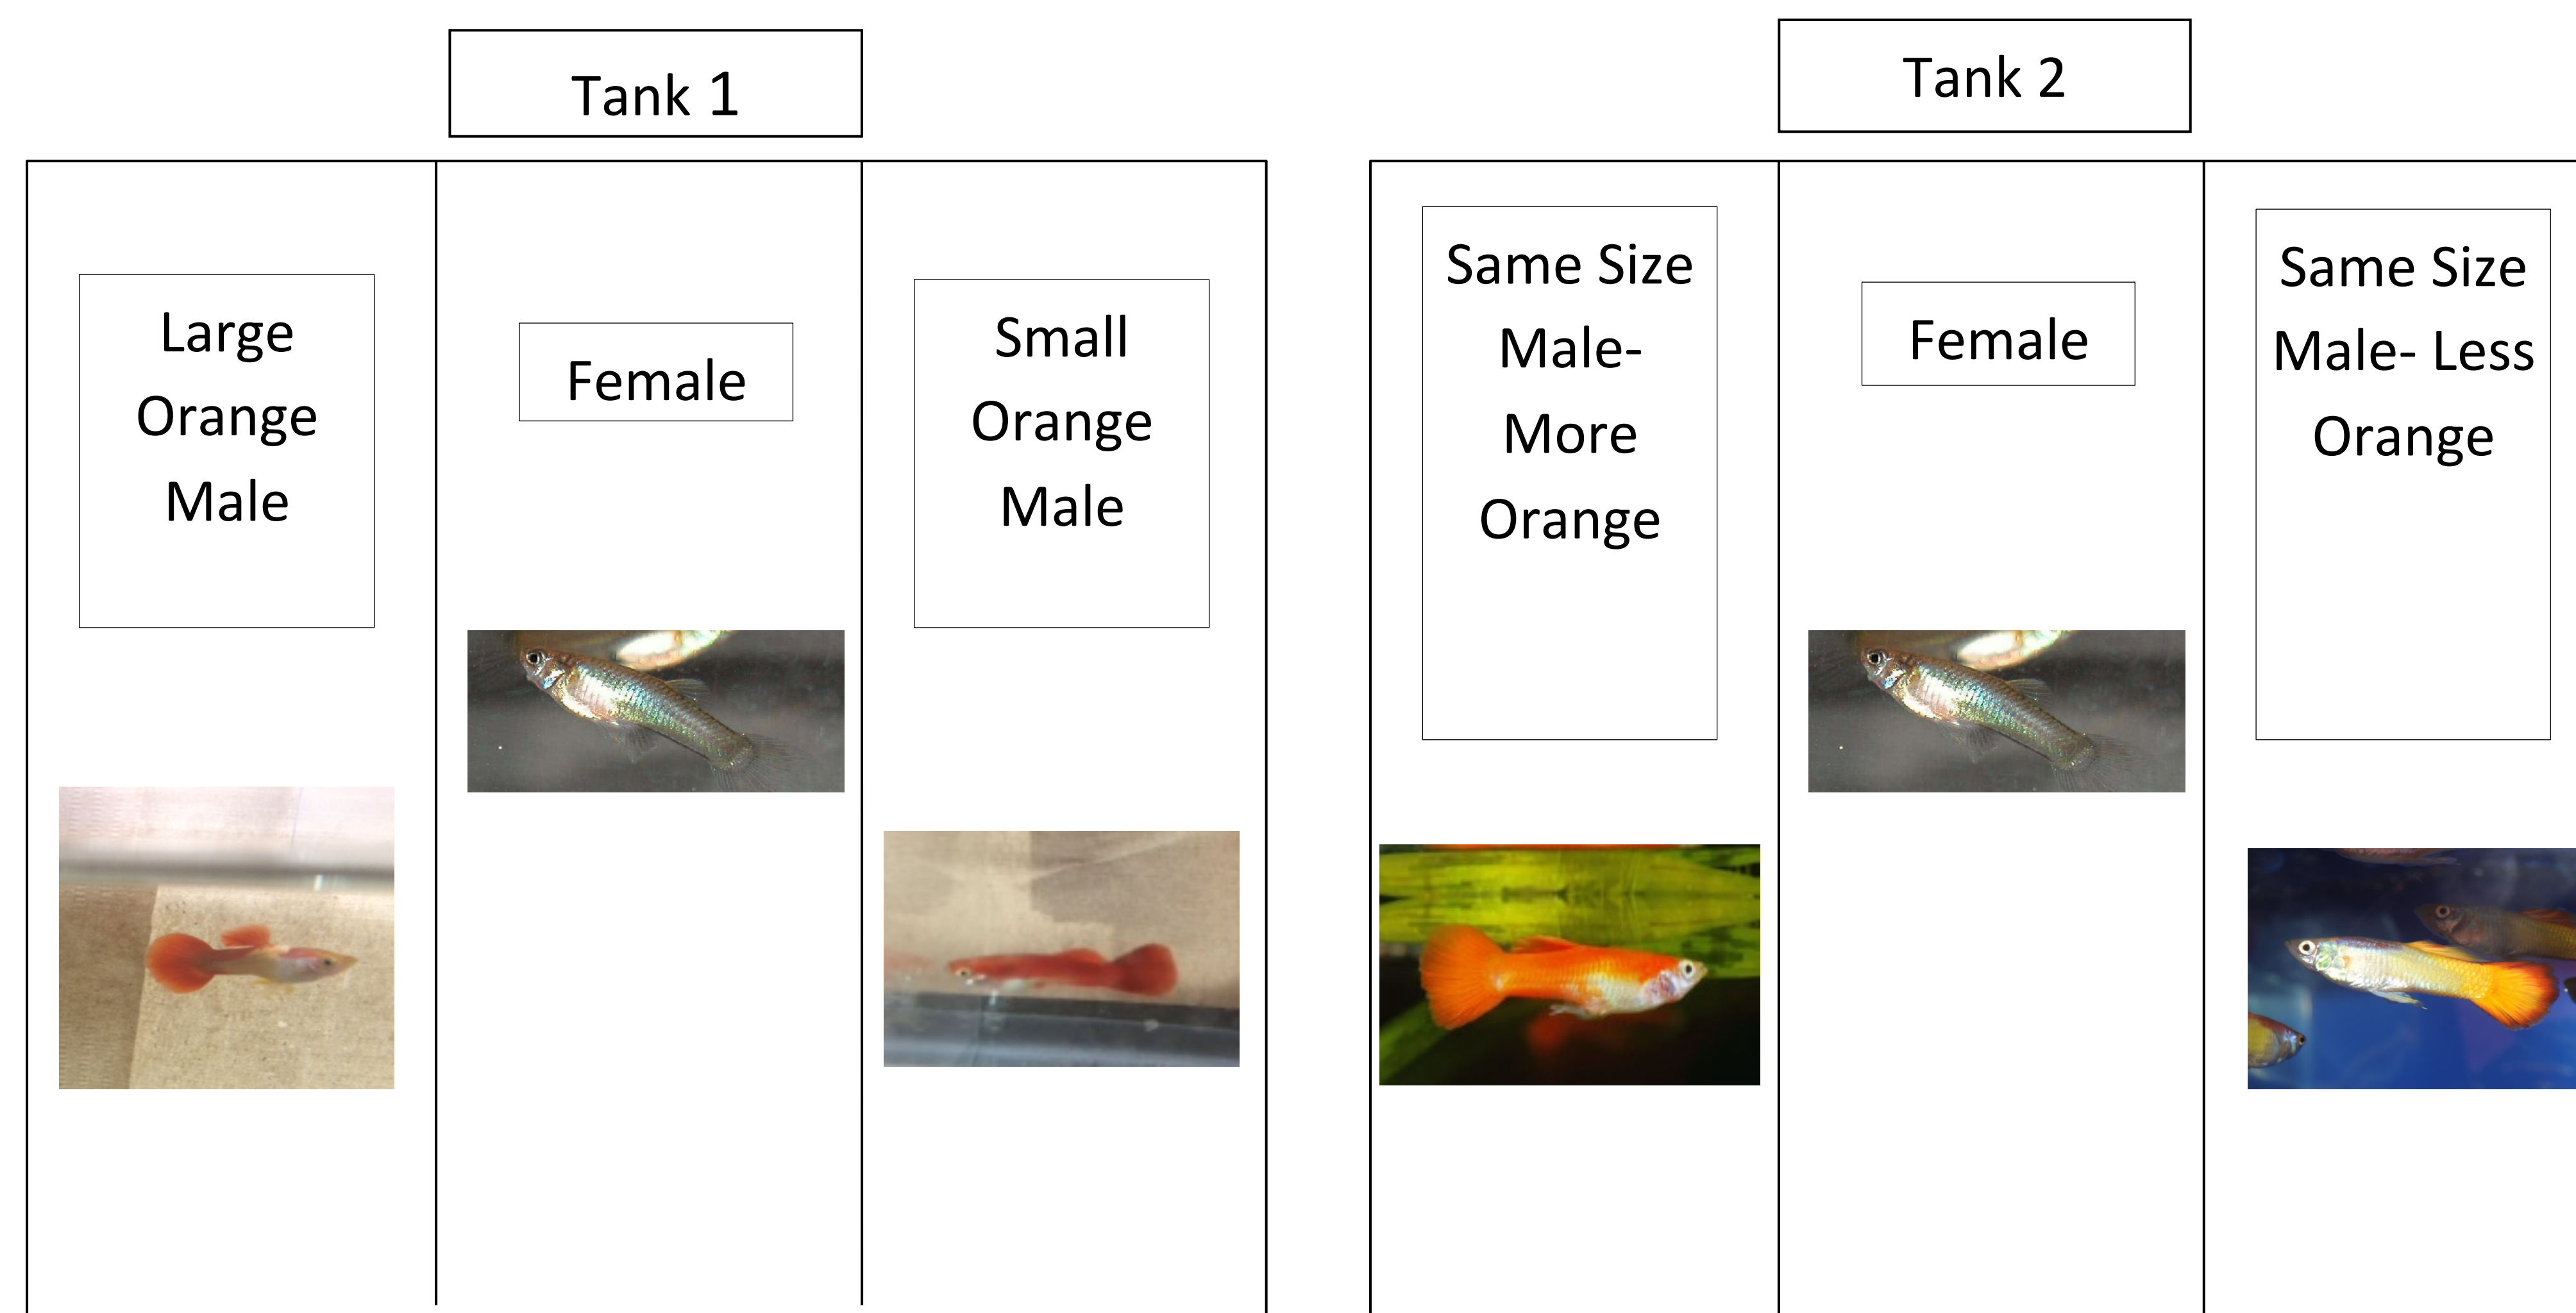 Tank 1
Large
Orange
Male
Female
Small
Orange
Male
Tank 2
Same Size
Male-
More
Orange
Female
Same Size
Male- Less
Orange